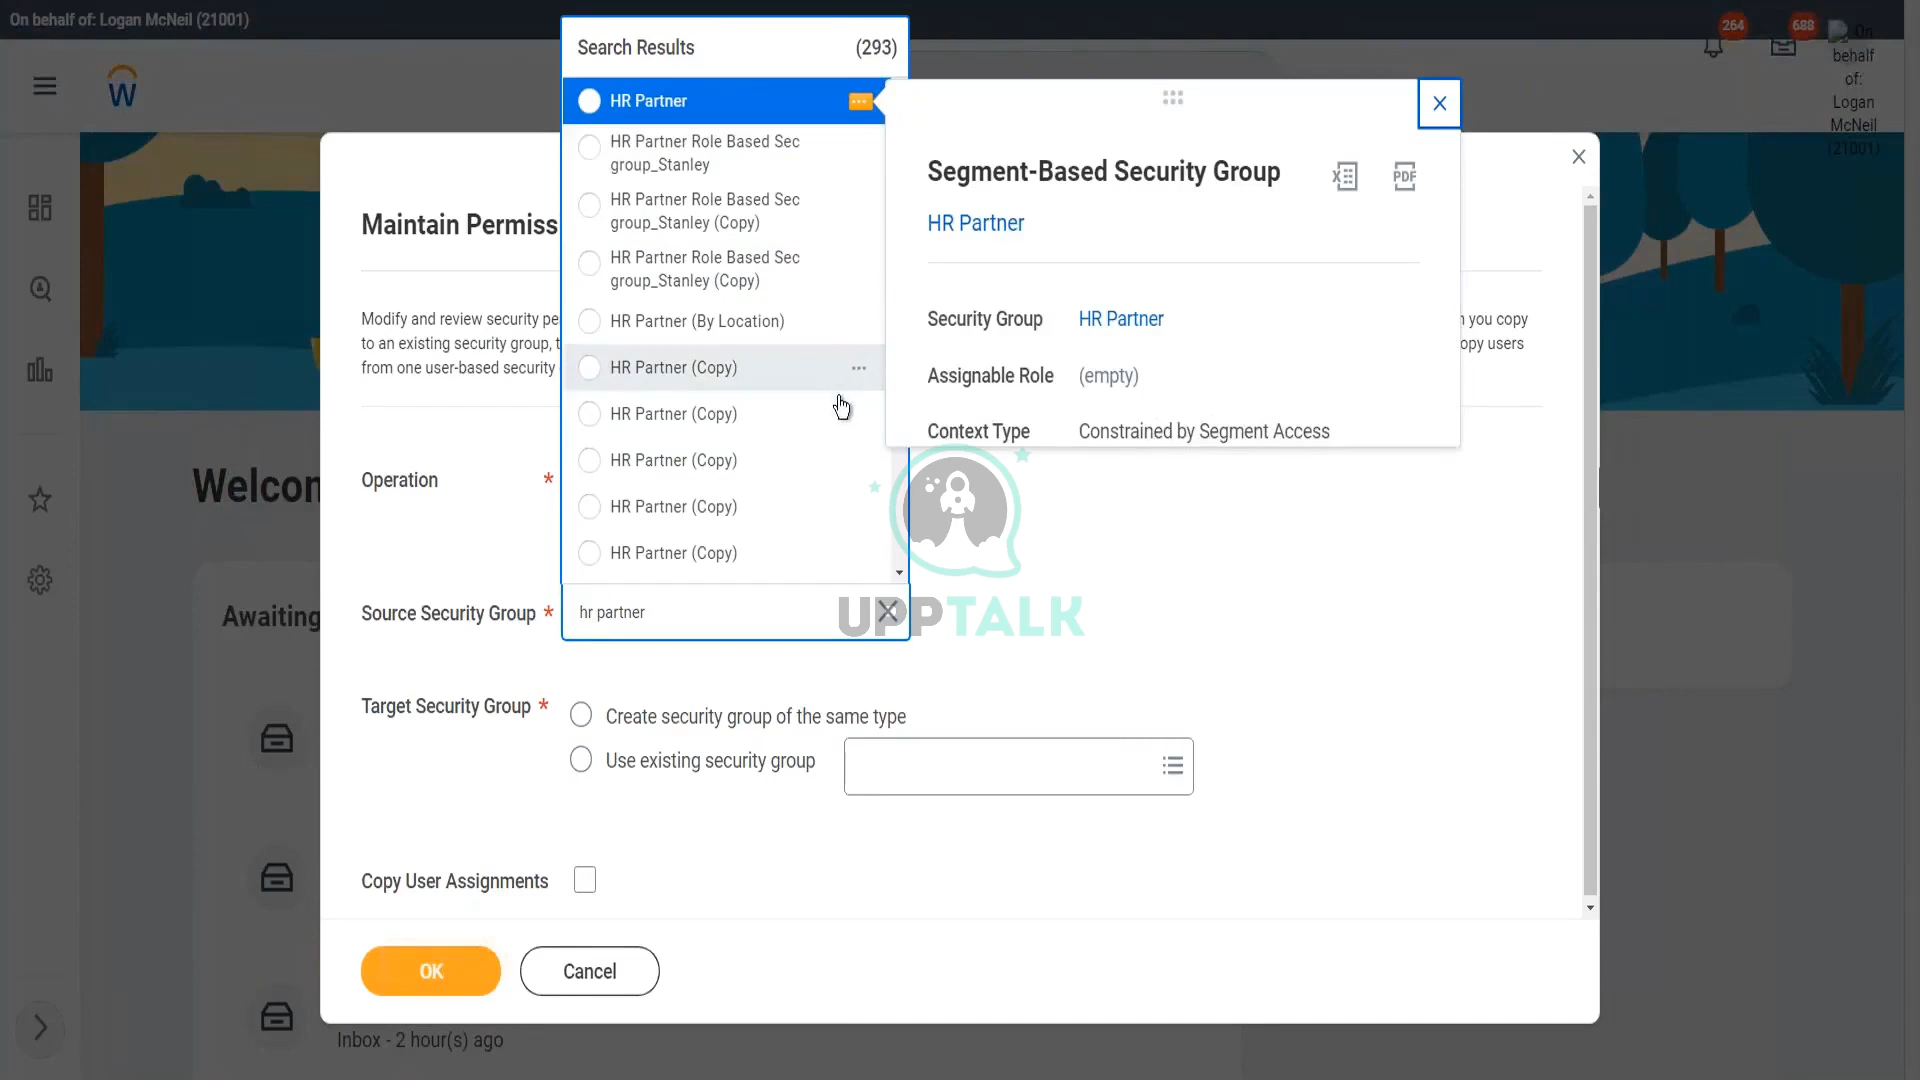 On behalf of: Logan McNeil (21001)
264
688
On
behalf
of:
Logan
McNeil
(21001)
W
Search Results (293)
HR Partner
HR Partner Role Based Sec
group_Stanley
HR Partner Role Based Sec
group_Stanley (Copy)
HR Partner Role Based Sec
group_Stanley (Copy)
HR Partner (By Location)
HR Partner (Copy)
HR Partner (Copy)
HR Partner (Copy)
HR Partner (Copy)
HR Partner (Copy)
hr partner
Segment-Based Security Group
PDF
HR Partner
Security Group HR Partner
Assignable Role (empty)
Context Type Constrained by Segment Access
Maintain Permiss
Modify and review security pe
you copy
to an existing security group, t
opy users
from one user-based security
Operation *
Source Security Group *
Target Security Group *
Create security group of the same type
Use existing security group
Copy User Assignments
OK
Cancel
Welcon
Awaiting
Inbox - 2 hour(s) ago
UPPTALK